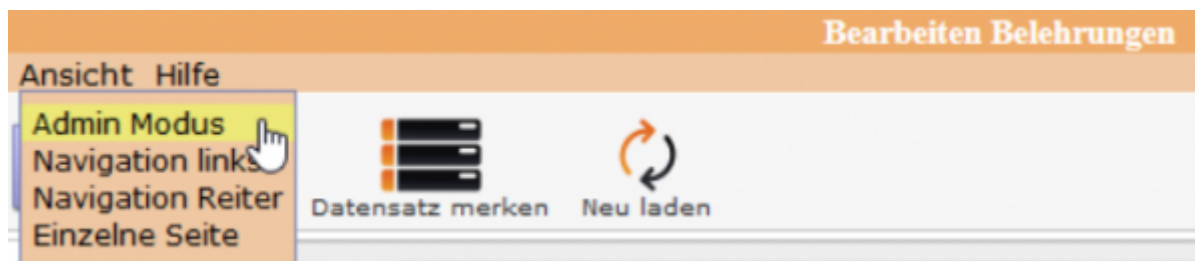 Bearbeiten Belehrungen
Ansicht Hilfe
Admin Modus
Navigation links
Navigation Reiter
Einzelne Seite
Datensatz merken Neu laden